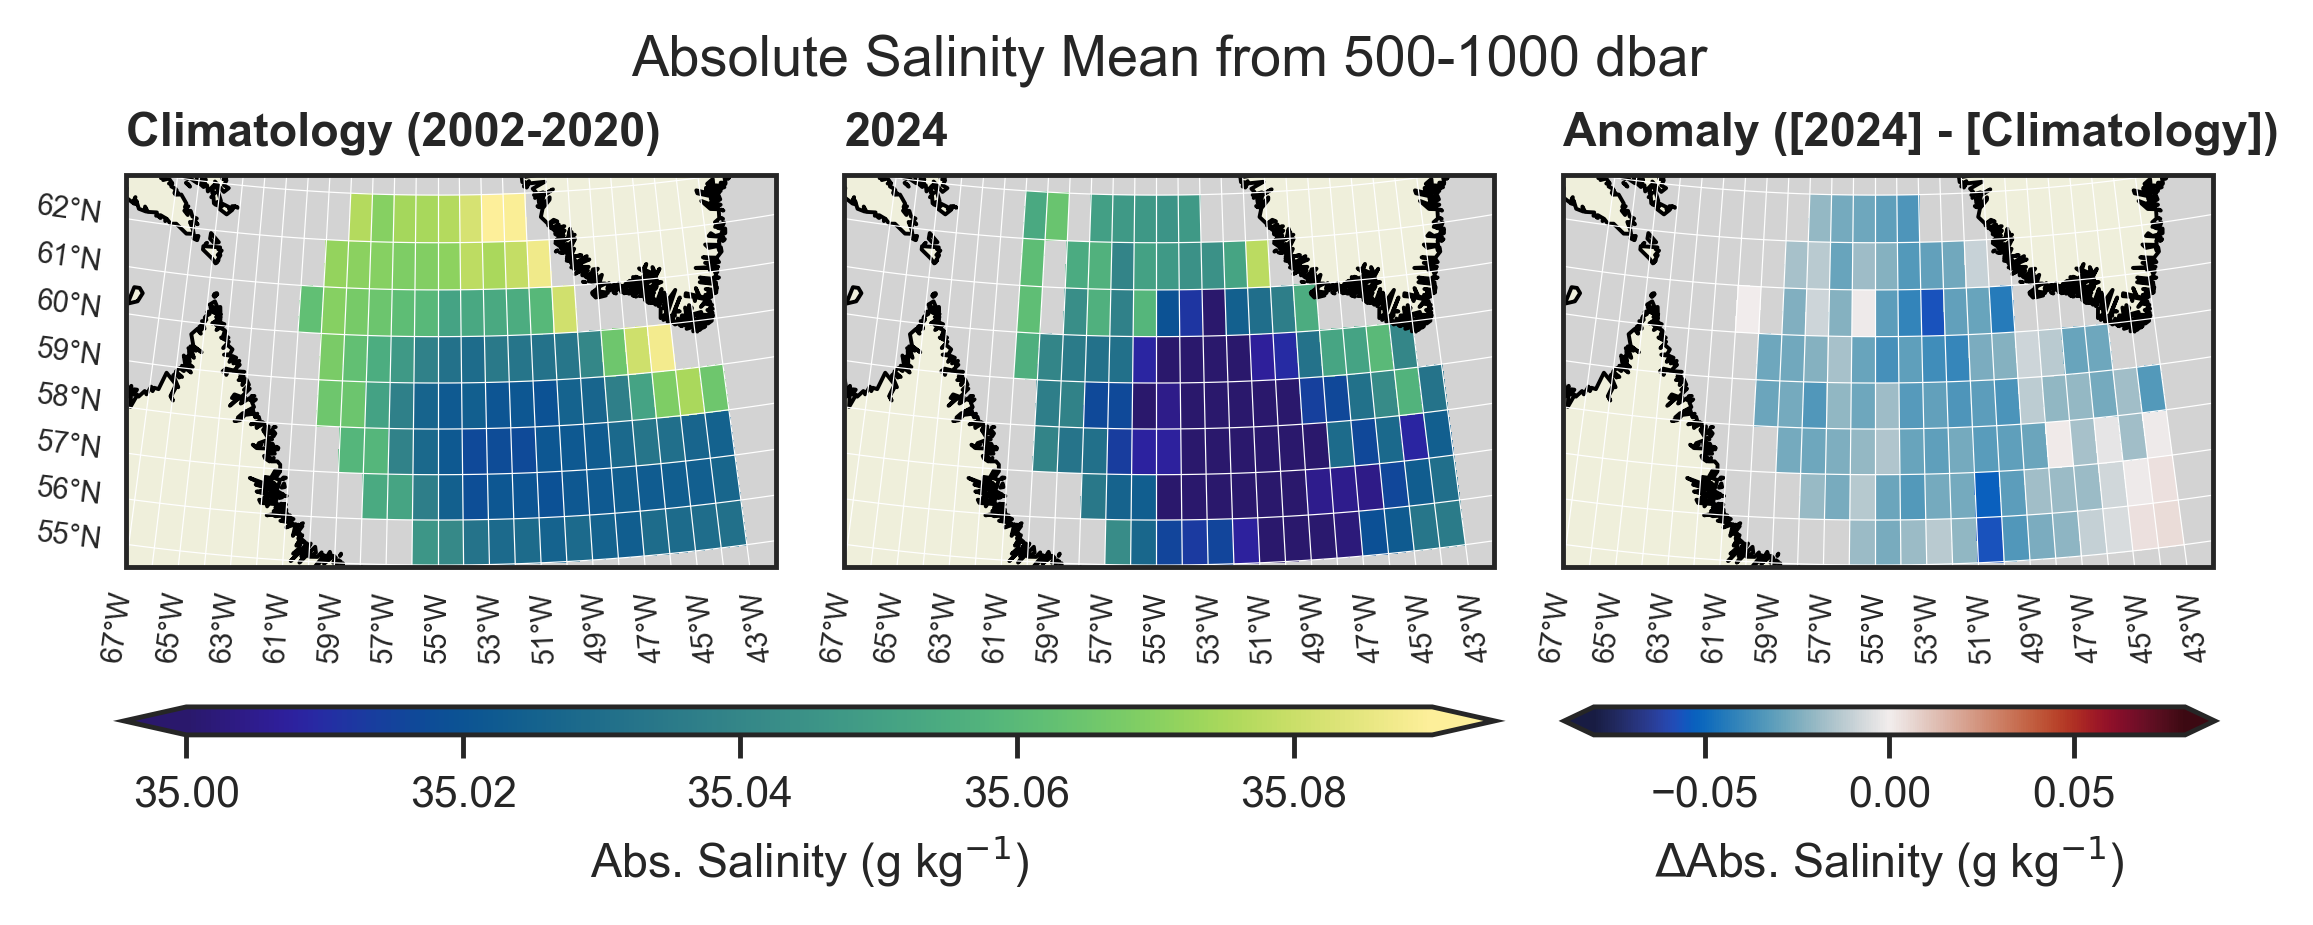 Absolute Salinity Mean from 500-1000 dbar
Climatology (2002-2020)
2024
Anomaly ([2024] - [Climatology])
62°N
61°N
60°N
59°N
58°N
57°N
56°N
55°N
67°W 65°W 63°W 61°W 59°W 57°W 55°W 53°W 51°W 49°W 47°W 45°W 43°W
67°W 65°W 63°W 61°W 59°W 57°W 55°W 53°W 51°W 49°W 47°W 45°W 43°W
67°W 65°W 63°W 61°W 59°W 57°W 55°W 53°W 51°W 49°W 47°W 45°W 43°W
35.00 35.02 35.04 35.06 35.08
Abs. Salinity (g kg⁻¹)
−0.05 0.00 0.05
ΔAbs. Salinity (g kg⁻¹)